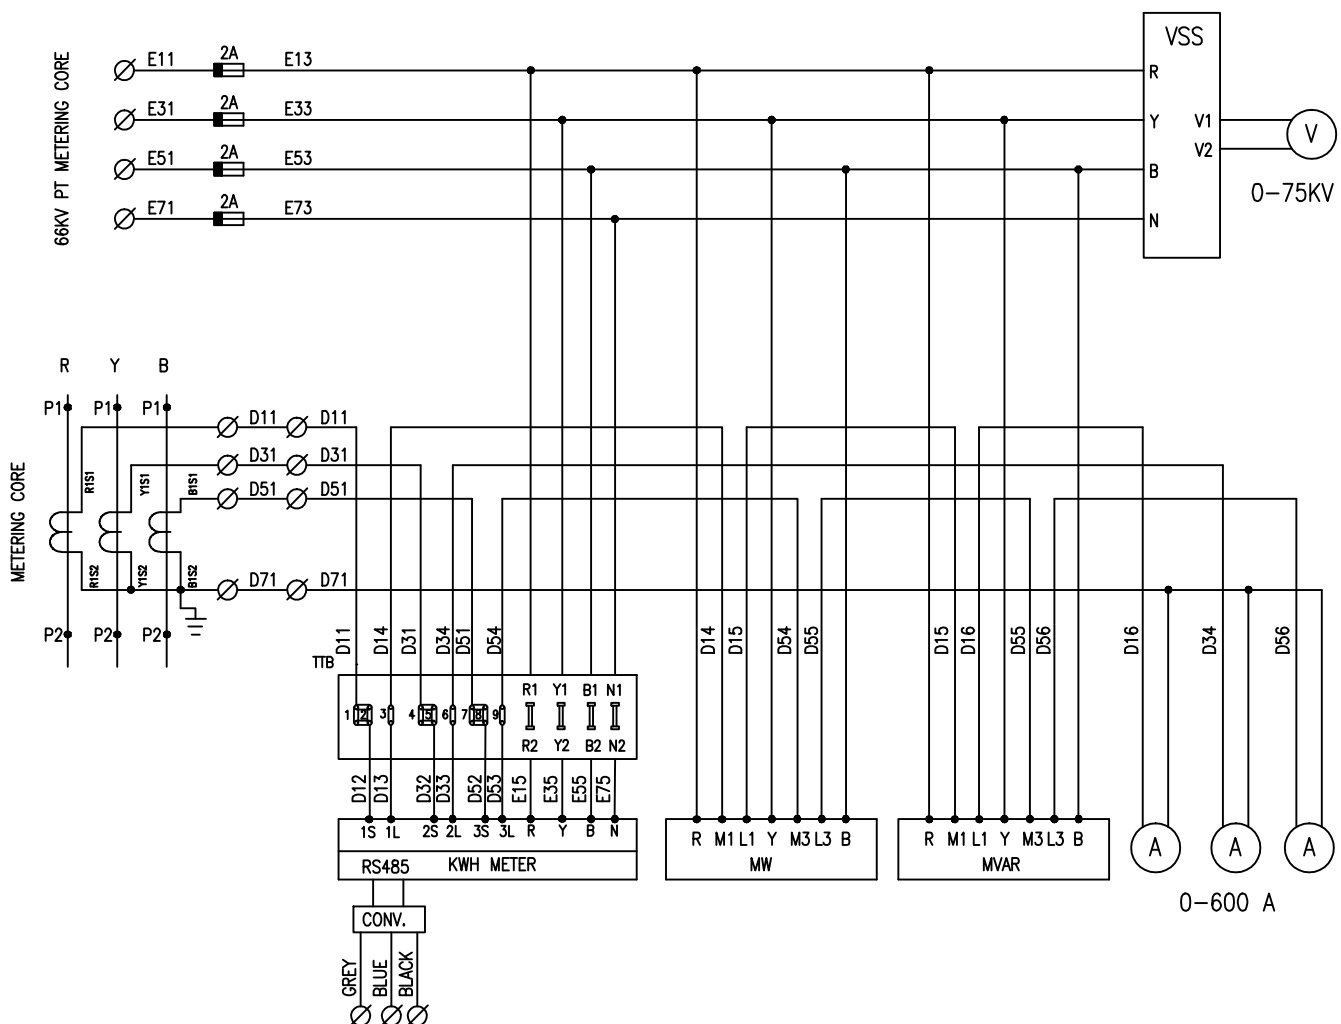 VSS
66KV PT METERING CORE
E11 2A E13 R
E31 2A E33 Y V1 V
V2
E51 2A E53 B
0-75KV
E71 2A E73 N
R Y B
P1 P1 P1 D11 D11
D31 D31
METERING CORE
R1S1 Y1S1 B1S1
D51 D51
R1S2 Y1S2 B1S2
D71 D71
P2 P2 P2
D11 D14 D31 D34 D51 D54 D14 D15 D54 D55 D15 D16 D55 D56 D16 D34 D56
TTB
R1 Y1 B1 N1
1 2 3 4 5 6 7 8 9
R2 Y2 B2 N2
D12 D13 D32 D33 D52 D53 E15 E35 E55 E75
1S 1L 2S 2L 3S 3L R Y B N
R M1 L1 Y M3 L3 B
R M1 L1 Y M3 L3 B
A A A
RS485 KWH METER
MW
MVAR
0-600 A
CONV.
GREY BLUE BLACK